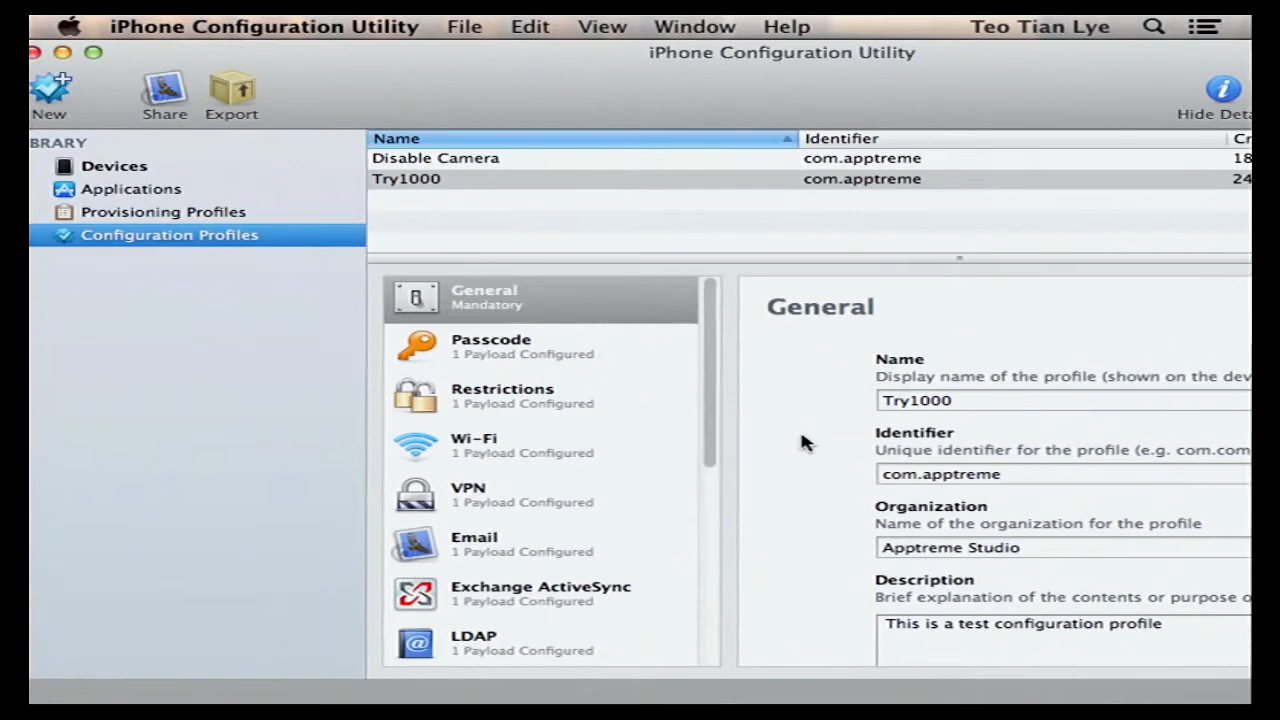 iPhone Configuration Utility File Edit View Window Help Teo Tian Lye
iPhone Configuration Utility
New Share Export Hide Deta
BRARY
Devices
Applications
Provisioning Profiles
Configuration Profiles
Name Identifier Cr
Disable Camera com.apptreme 18
Try1000 com.apptreme 24
General
Mandatory
Passcode
1 Payload Configured
Restrictions
1 Payload Configured
Wi-Fi
1 Payload Configured
VPN
1 Payload Configured
Email
1 Payload Configured
Exchange ActiveSync
1 Payload Configured
LDAP
1 Payload Configured
General
Name
Display name of the profile (shown on the dev
Try1000
Identifier
Unique identifier for the profile (e.g. com.com
com.apptreme
Organization
Name of the organization for the profile
Apptreme Studio
Description
Brief explanation of the contents or purpose o
This is a test configuration profile